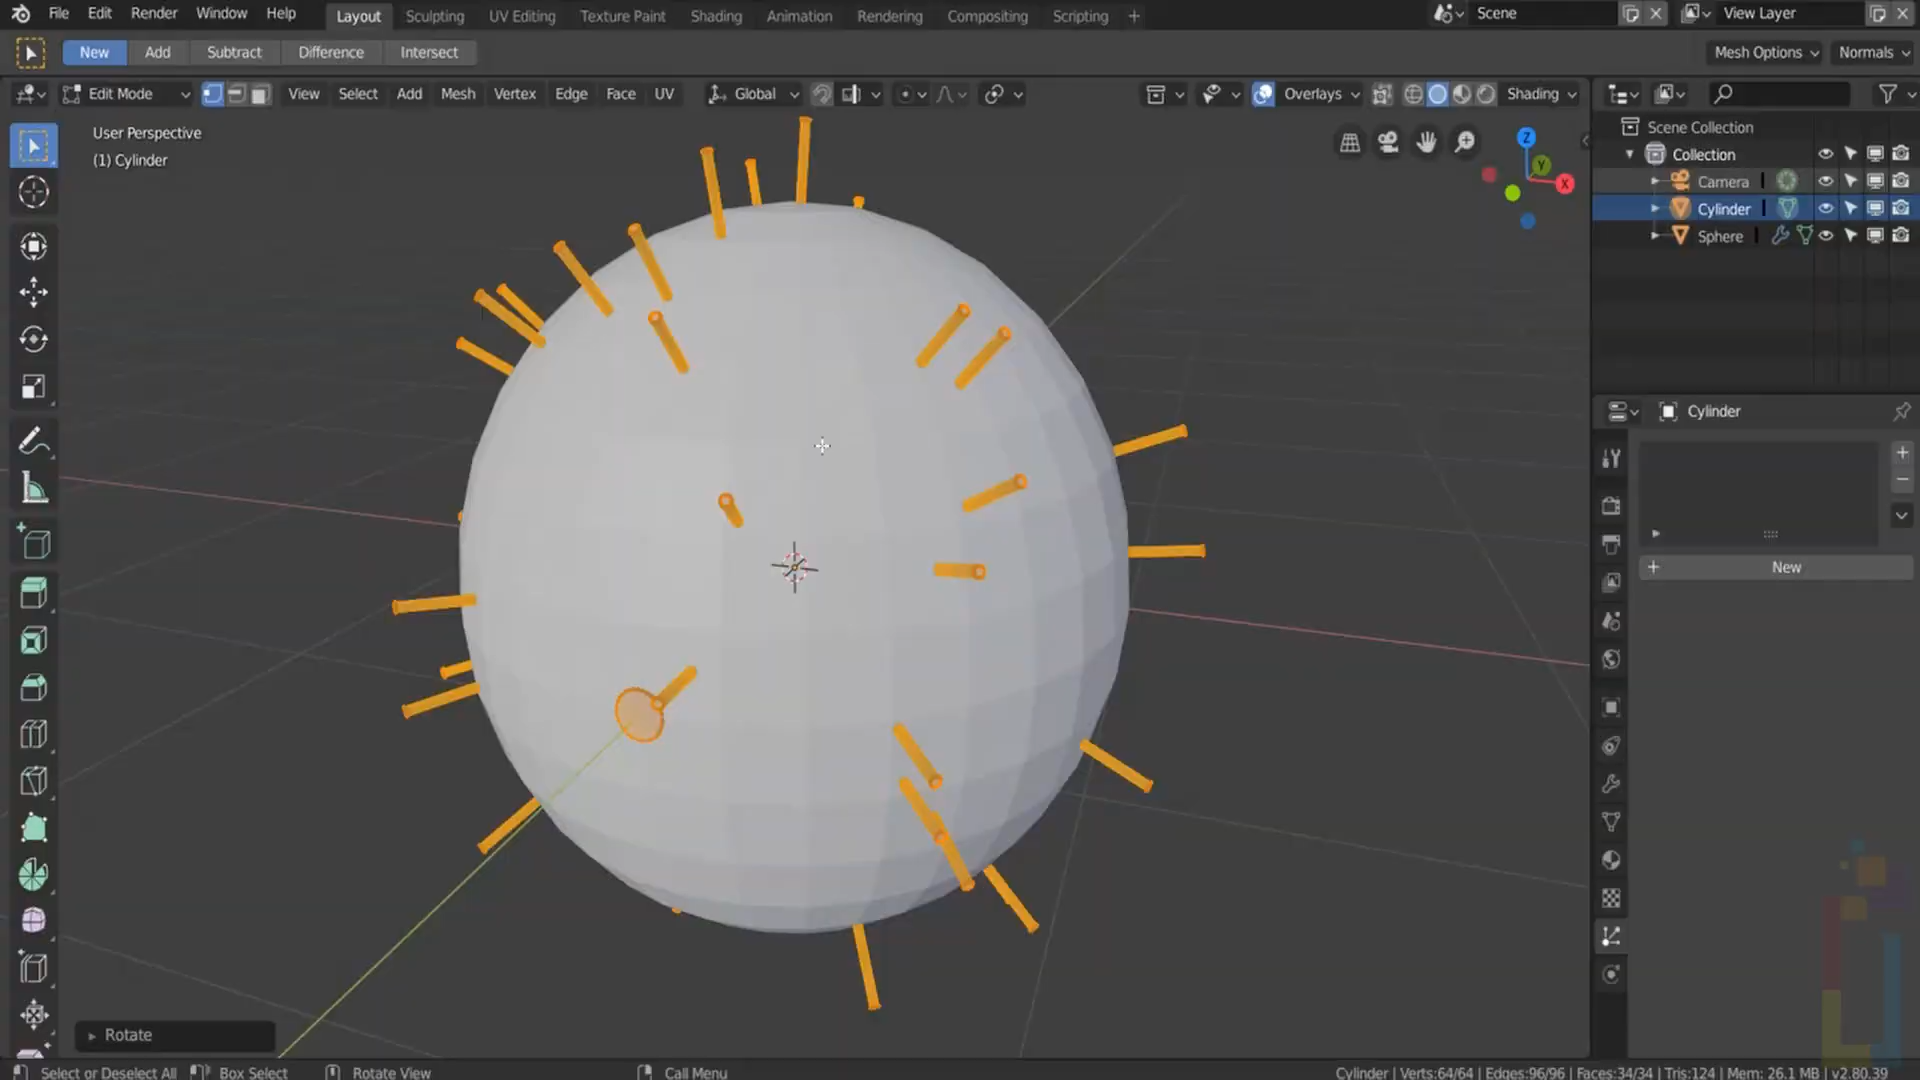 File Edit Render Window Help Layout Sculpting UV Editing Texture Paint Shading Animation Rendering Compositing Scripting + Scene View Layer
New Add Subtract Difference Intersect Mesh Options Normals
Edit Mode View Select Add Mesh Vertex Edge Face UV Global Overlays Shading
User Perspective
(1) Cylinder
Z
Y
X
Scene Collection
Collection
Camera
Cylinder
Sphere
Cylinder
+ New
Rotate
Select or Deselect All Box Select Rotate View Call Menu Cylinder | Verts:64/64 | Edges:96/96 | Faces:34/34 | Tris:124 | Mem: 26.1 MB | v2.80.39